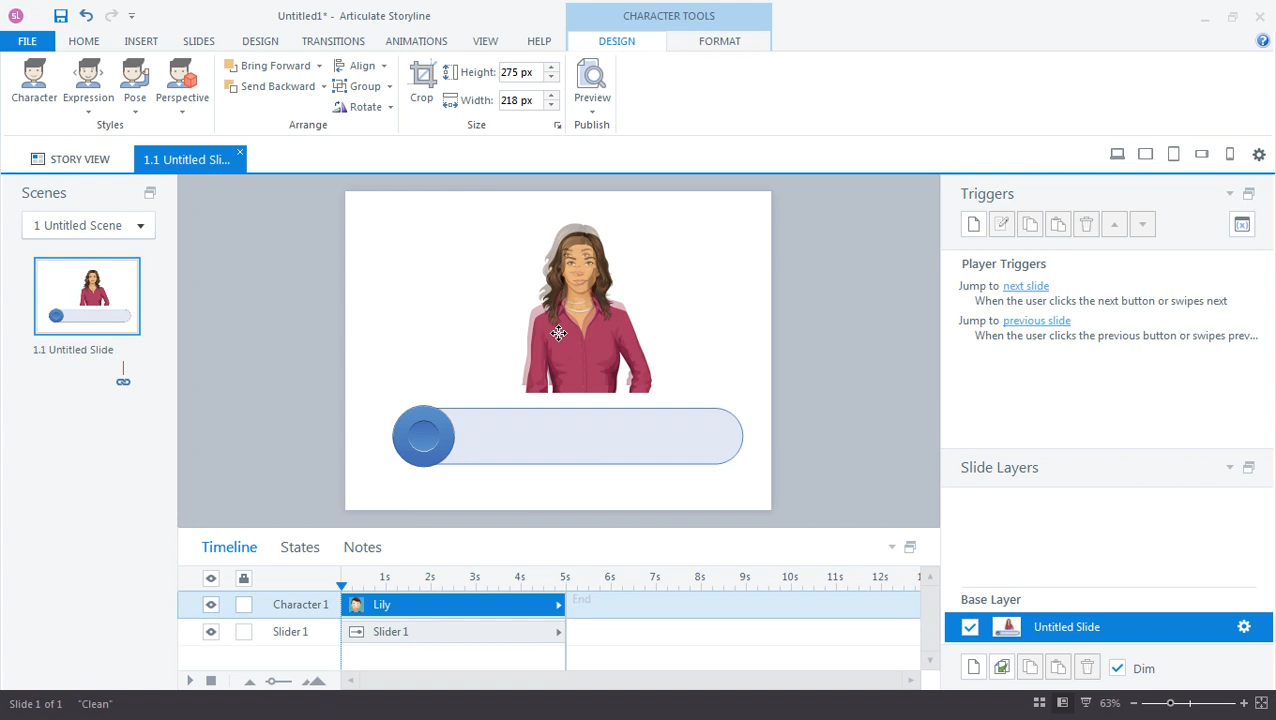 sl
Untitled1* - Articulate Storyline
CHARACTER TOOLS
FILE HOME INSERT SLIDES DESIGN TRANSITIONS ANIMATIONS VIEW HELP DESIGN FORMAT
Character Expression Pose Perspective
Styles
Bring Forward Align
Send Backward Group
Rotate
Arrange
Crop
Height: 275 px
Width: 218 px
Size
Preview
Publish
STORY VIEW
1.1 Untitled Sli...
Scenes
1 Untitled Scene
1.1 Untitled Slide
Triggers
Player Triggers
Jump to next slide
When the user clicks the next button or swipes next
Jump to previous slide
When the user clicks the previous button or swipes prev...
Slide Layers
Base Layer
Untitled Slide
Dim
Timeline States Notes
1s 2s 3s 4s 5s 6s 7s 8s 9s 10s 11s 12s 1
Character 1 Lily End
Slider 1 Slider 1
Slide 1 of 1 "Clean" 63%